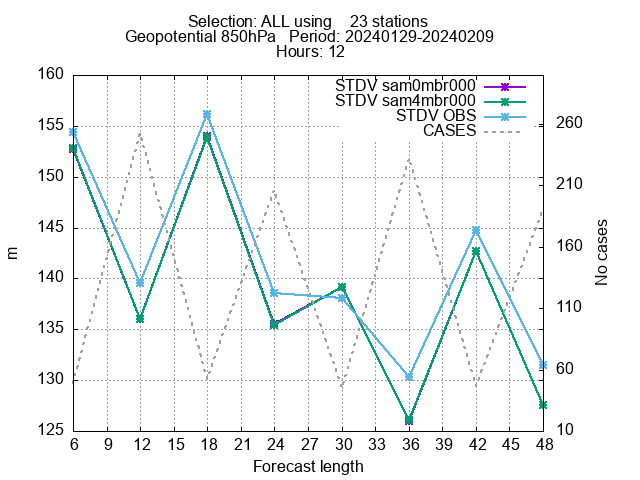 Selection: ALL using    23 stations
Geopotential 850hPa   Period: 20240129-20240209
Hours: 12
STDV sam0mbr000
STDV sam4mbr000
STDV OBS
CASES
160
155
150
145
140
135
130
125
m
260
210
160
110
60
10
No cases
6 9 12 15 18 21 24 27 30 33 36 39 42 45 48
Forecast length